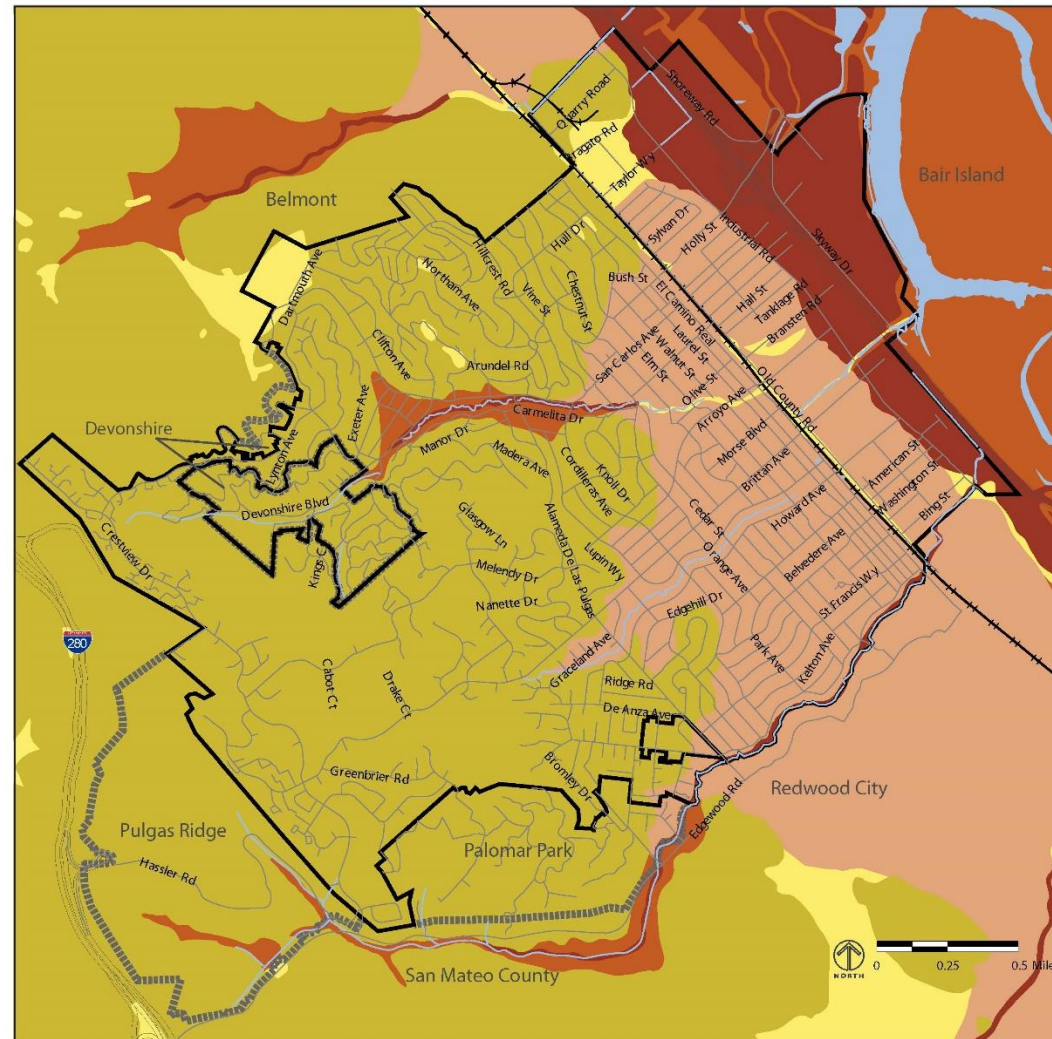 Shoreway Rd
Quarry Road
Bragato Rd
Taylor Wy
Bair Island
Belmont
Skyway Dr
Industrial Rd
Sylvan Dr
Holly St
Hull Dr
Hillcrest Rd
Northam Ave
Dartmouth Ave
Vine St
Chestnut St
Bush St
El Camino Real
Hall St
Tanklage Rd
Bransten Rd
Clifton Ave
Arundel Rd
San Carlos Ave
Laurel St
Walnut St
Elm St
Olive St
Old County Rd
Exeter Ave
Carmelita Dr
Arroyo Ave
Devonshire
Lynton Ave
Manor Dr
Madera Ave
Cordilleras Ave
Knoll Dr
Morse Blvd
Brittan Ave
American St
Washington St
Bing St
Devonshire Blvd
Howard Ave
Cedar St
Glasgow Ln
Alameda De Las Pulgas
Lupin Wy
Orange Ave
Belvedere Ave
Crestview Dr
Melendy Dr
Nanette Dr
Edgehill Dr
St Francis Wy
280
Graceland Ave
Park Ave
Kelton Ave
Cabot Ct
Drake Ct
Ridge Rd
De Anza Ave
Greenbrier Rd
Bromley Dr
Redwood City
Edgewood Rd
Pulgas Ridge
Palomar Park
Hassler Rd
San Mateo County
NORTH
0 0.25 0.5 Mile